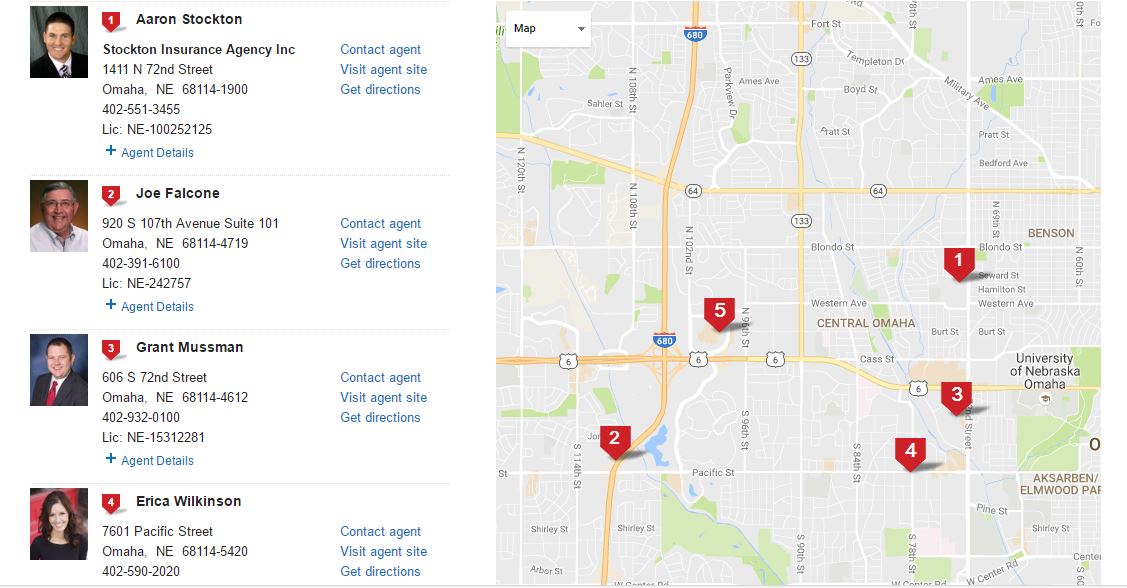 1 Aaron Stockton
Stockton Insurance Agency Inc
Contact agent
1411 N 72nd Street
Visit agent site
Omaha, NE 68114-1900
Get directions
402-551-3455
Lic: NE-100252125
+ Agent Details
2 Joe Falcone
920 S 107th Avenue Suite 101
Contact agent
Omaha, NE 68114-4719
Visit agent site
402-391-6100
Get directions
Lic: NE-242757
+ Agent Details
3 Grant Mussman
606 S 72nd Street
Contact agent
Omaha, NE 68114-4612
Visit agent site
402-932-0100
Get directions
Lic: NE-15312281
+ Agent Details
4 Erica Wilkinson
7601 Pacific Street
Contact agent
Omaha, NE 68114-5420
Visit agent site
402-590-2020
Get directions
Map
680
Fort St
N 78th St
133
Templeton Dr
Military Ave
Ames Ave
Ames Ave
Boyd St
Parkview Dr
N 108th St
Sahler St
Pratt St
Pratt St
Bedford Ave
N 120th St
N 108th St
64
64
133
N 69th St
BENSON
N 102nd St
Blondo St
Blondo St
N 60th St
1
Seward St
Hamilton St
Western Ave
Western Ave
5
N 96th St
CENTRAL OMAHA
Burt St
Burt St
680
6
6
6
Cass St
University
of Nebraska
Omaha
6
3
2nd Street
S 96th St
2
4
S 114th St
S 84th St
Pacific St
St
AKSARBEN/
ELMWOOD PAR
Pine St
Shirley St
Shirley St
Shirley St
S 90th St
S 78th St
W Center Rd
W Center Rd
Center
Arbor St
S 60